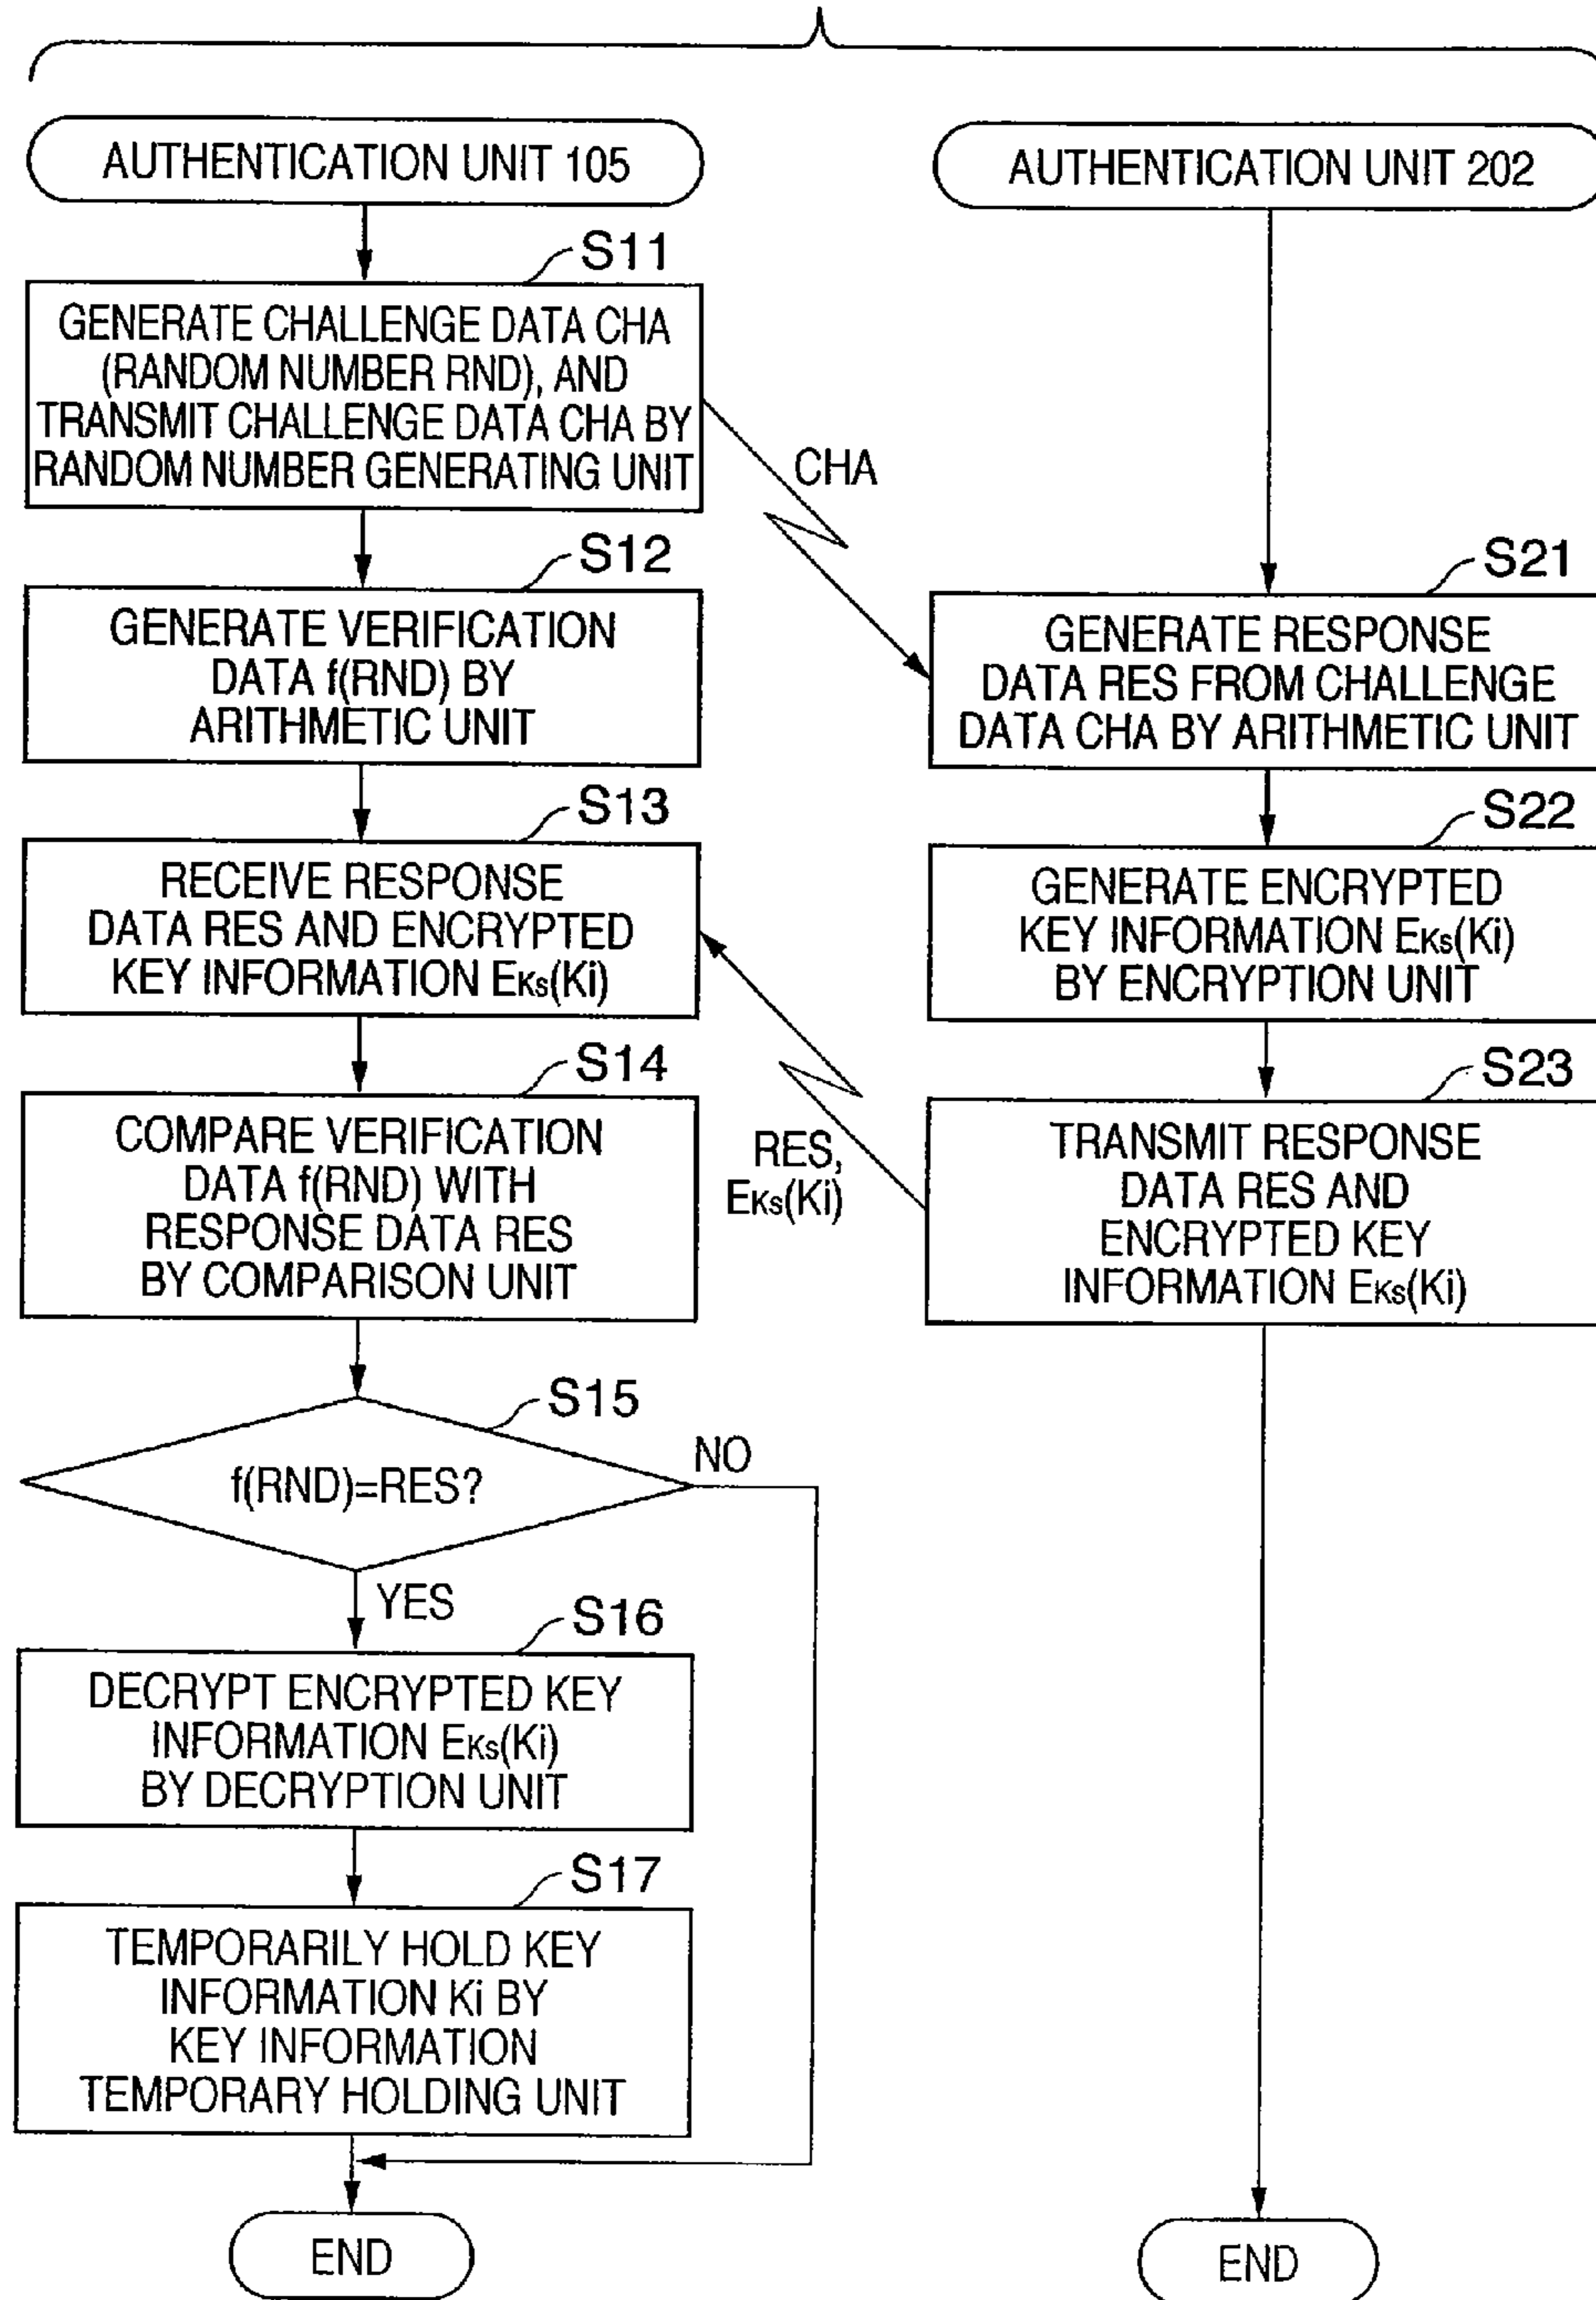 AUTHENTICATION UNIT 105
S11
GENERATE CHALLENGE DATA CHA
(RANDOM NUMBER RND), AND
TRANSMIT CHALLENGE DATA CHA BY
RANDOM NUMBER GENERATING UNIT
S12
GENERATE VERIFICATION
DATA f(RND) BY
ARITHMETIC UNIT
S13
RECEIVE RESPONSE
DATA RES AND ENCRYPTED
KEY INFORMATION EKs(Ki)
S14
COMPARE VERIFICATION
DATA f(RND) WITH
RESPONSE DATA RES
BY COMPARISON UNIT
S15
f(RND)=RES?
NO
YES
S16
DECRYPT ENCRYPTED KEY
INFORMATION EKs(Ki)
BY DECRYPTION UNIT
S17
TEMPORARILY HOLD KEY
INFORMATION Ki BY
KEY INFORMATION
TEMPORARY HOLDING UNIT
END
CHA
RES,
EKs(Ki)
AUTHENTICATION UNIT 202
S21
GENERATE RESPONSE
DATA RES FROM CHALLENGE
DATA CHA BY ARITHMETIC UNIT
S22
GENERATE ENCRYPTED
KEY INFORMATION EKs(Ki)
BY ENCRYPTION UNIT
S23
TRANSMIT RESPONSE
DATA RES AND
ENCRYPTED KEY
INFORMATION EKs(Ki)
END